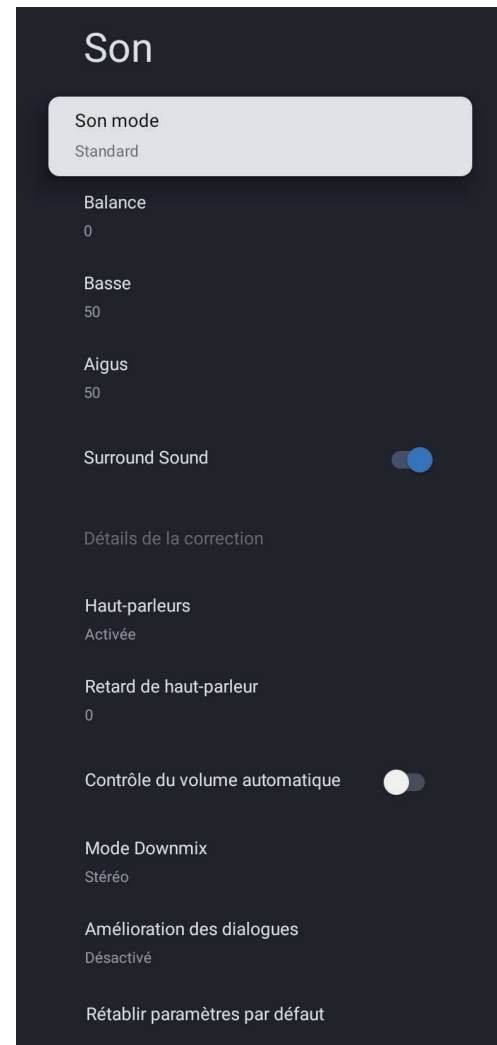 Son
Son mode
Standard
Balance
0
Basse
50
Aigus
50
Surround Sound
Détails de la correction
Haut-parleurs
Activée
Retard de haut-parleur
0
Contrôle du volume automatique
Mode Downmix
Stéréo
Amélioration des dialogues
Désactivé
Rétablir paramètres par défaut